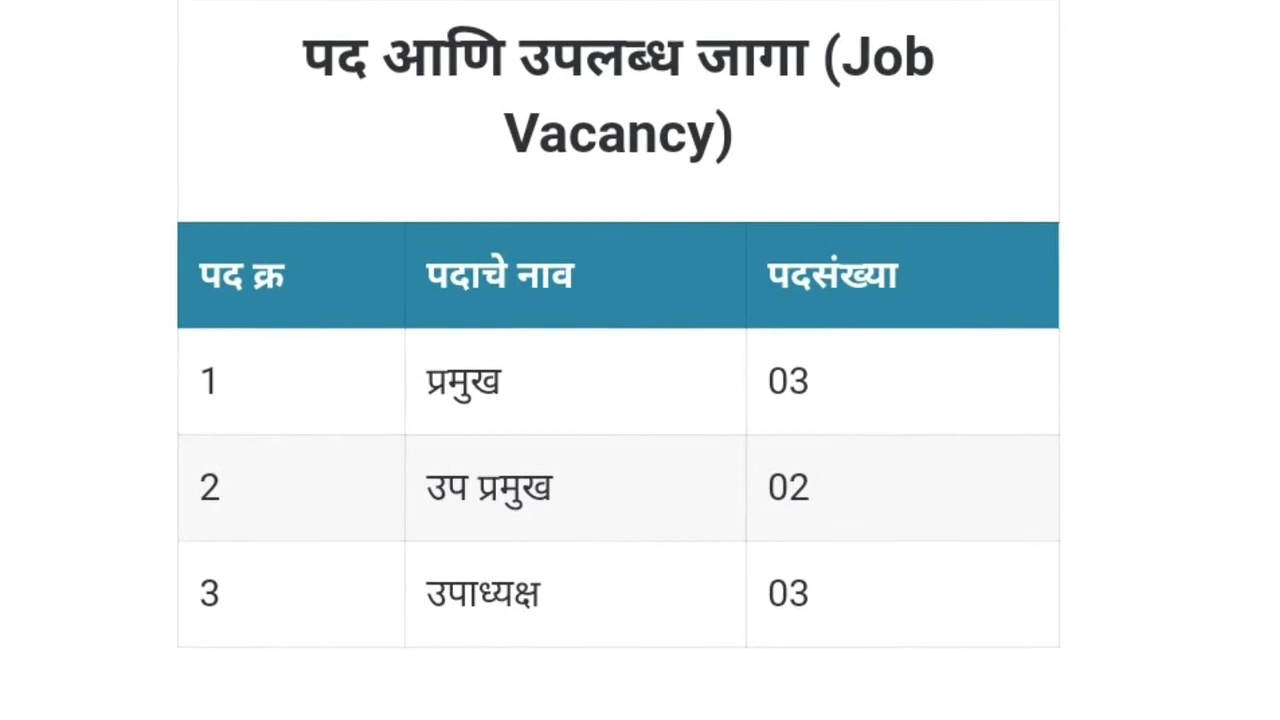 पद आणि उपलब्ध जागा (Job
Vacancy)
पद क्र पदाचे नाव पदसंख्या
1 प्रमुख 03
2 उप प्रमुख 02
3 उपाध्यक्ष 03